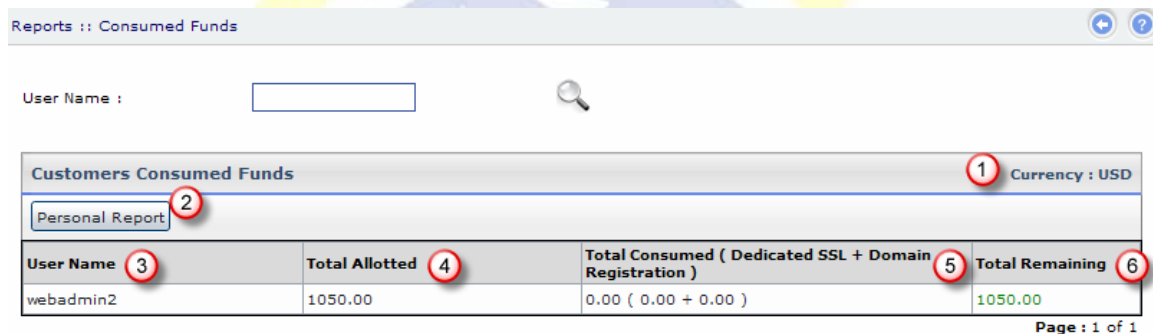 Reports :: Consumed Funds
?
User Name :
Customers Consumed Funds
1
Currency : USD
Personal Report
2
User Name 3
Total Allotted 4
Total Consumed ( Dedicated SSL + Domain
Registration ) 5
Total Remaining 6
webadmin2
1050.00
0.00 ( 0.00 + 0.00 )
1050.00
Page : 1 of 1